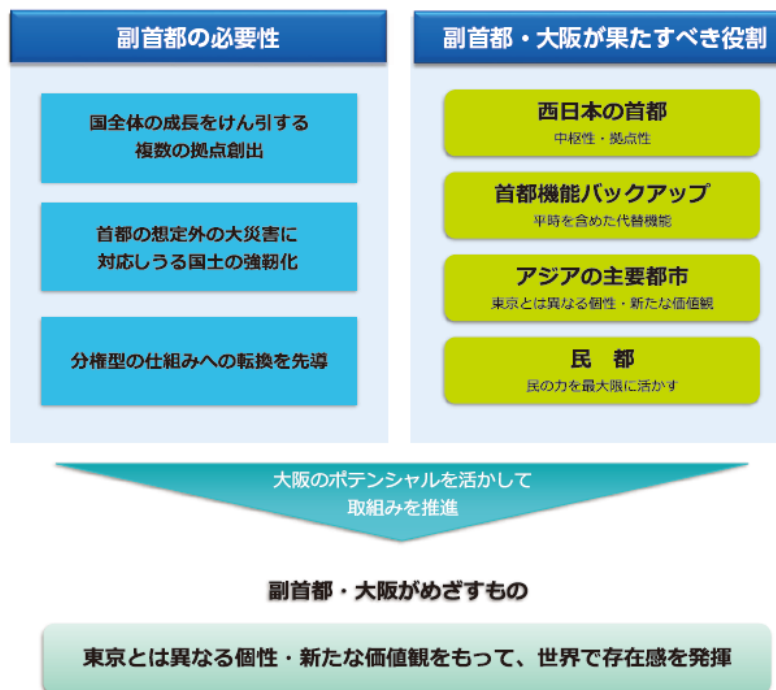 副首都の必要性
国全体の成長をけん引する
複数の拠点創出
首都の想定外の大災害に
対応しうる国土の強靭化
分権型の仕組みへの転換を先導
副首都・大阪が果たすべき役割
西日本の首都
中枢性・拠点性
首都機能バックアップ
平時を含めた代替機能
アジアの主要都市
東京とは異なる個性・新たな価値観
民　都
民の力を最大限に活かす
大阪のポテンシャルを活かして
取組みを推進
副首都・大阪がめざすもの
東京とは異なる個性・新たな価値観をもって、世界で存在感を発揮